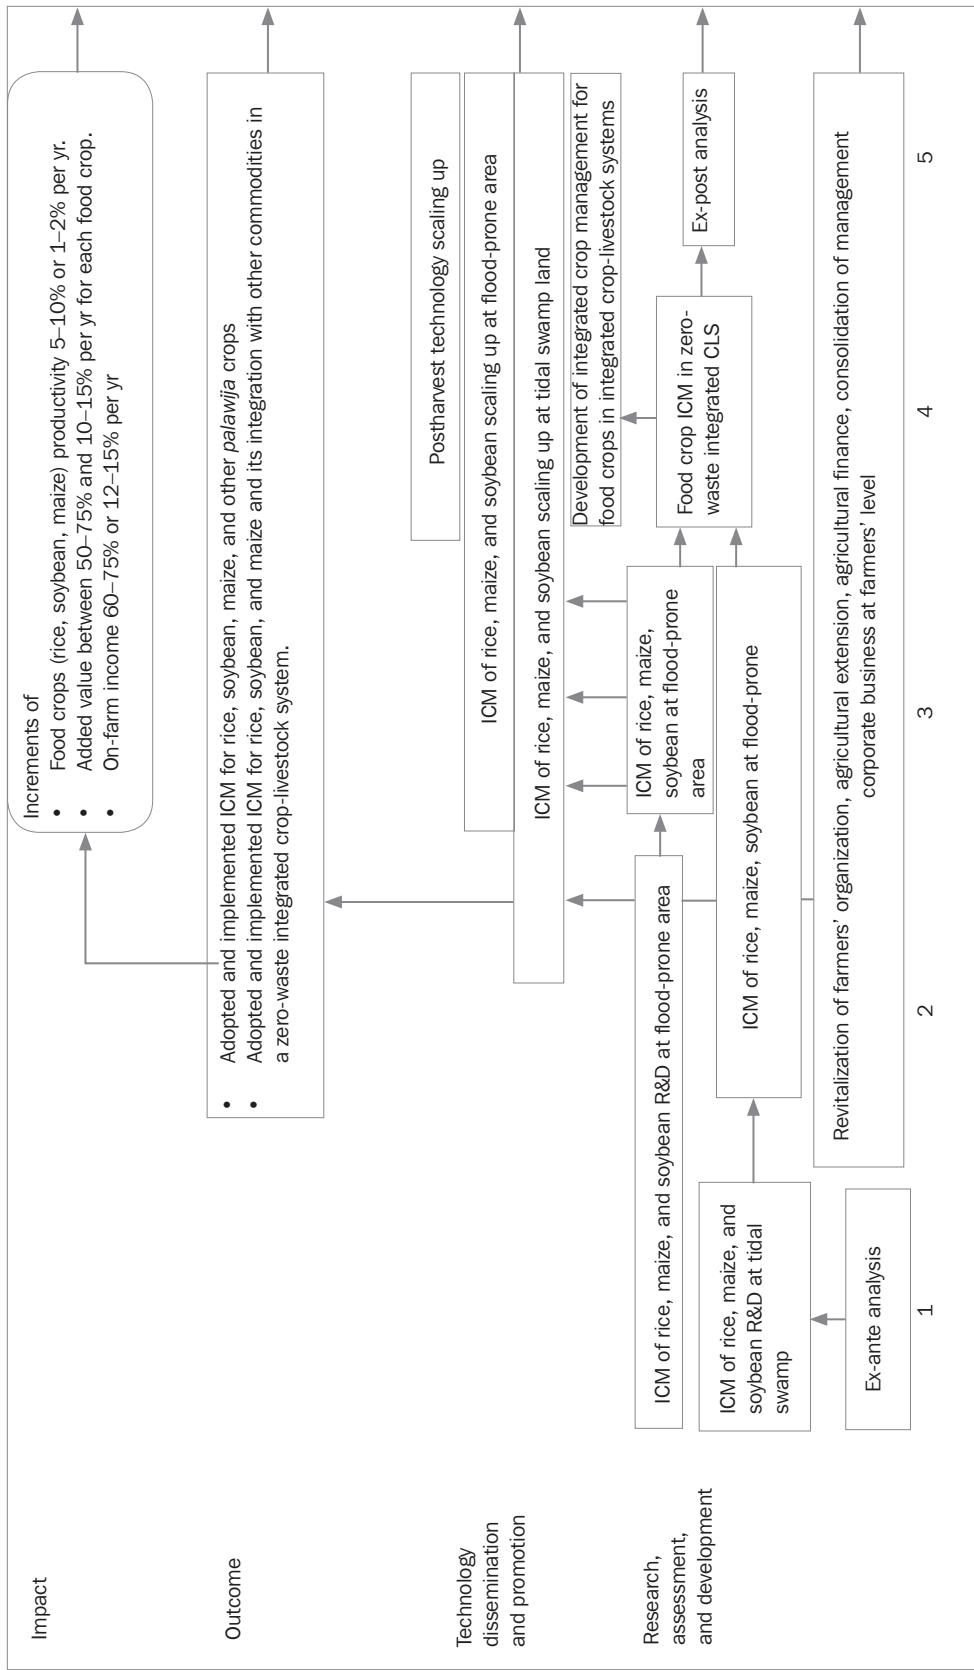 Impact
Increments of
• Food crops (rice, soybean, maize) productivity 5–10% or 1–2% per yr.
• Added value between 50–75% and 10–15% per yr for each food crop.
• On-farm income 60–75% or 12–15% per yr
Outcome
• Adopted and implemented ICM for rice, soybean, maize, and other palawija crops
• Adopted and implemented ICM for rice, soybean, and maize and its integration with other commodities in
a zero-waste integrated crop-livestock system.
Technology
dissemination
and promotion
Postharvest technology scaling up
ICM of rice, maize, and soybean scaling up at flood-prone area
ICM of rice, maize, and soybean scaling up at tidal swamp land
Development of integrated crop management for
food crops in integrated crop-livestock systems
Research,
assessment,
and development
ICM of rice, maize, and soybean R&D at flood-prone area
ICM of rice, maize,
soybean at flood-prone
area
Food crop ICM in zero-
waste integrated CLS
Ex-post analysis
ICM of rice, maize, and
soybean R&D at tidal
swamp
ICM of rice, maize, soybean at flood-prone
Ex-ante analysis
Revitalization of farmers' organization, agricultural extension, agricultural finance, consolidation of management
corporate business at farmers' level
1
2
3
4
5